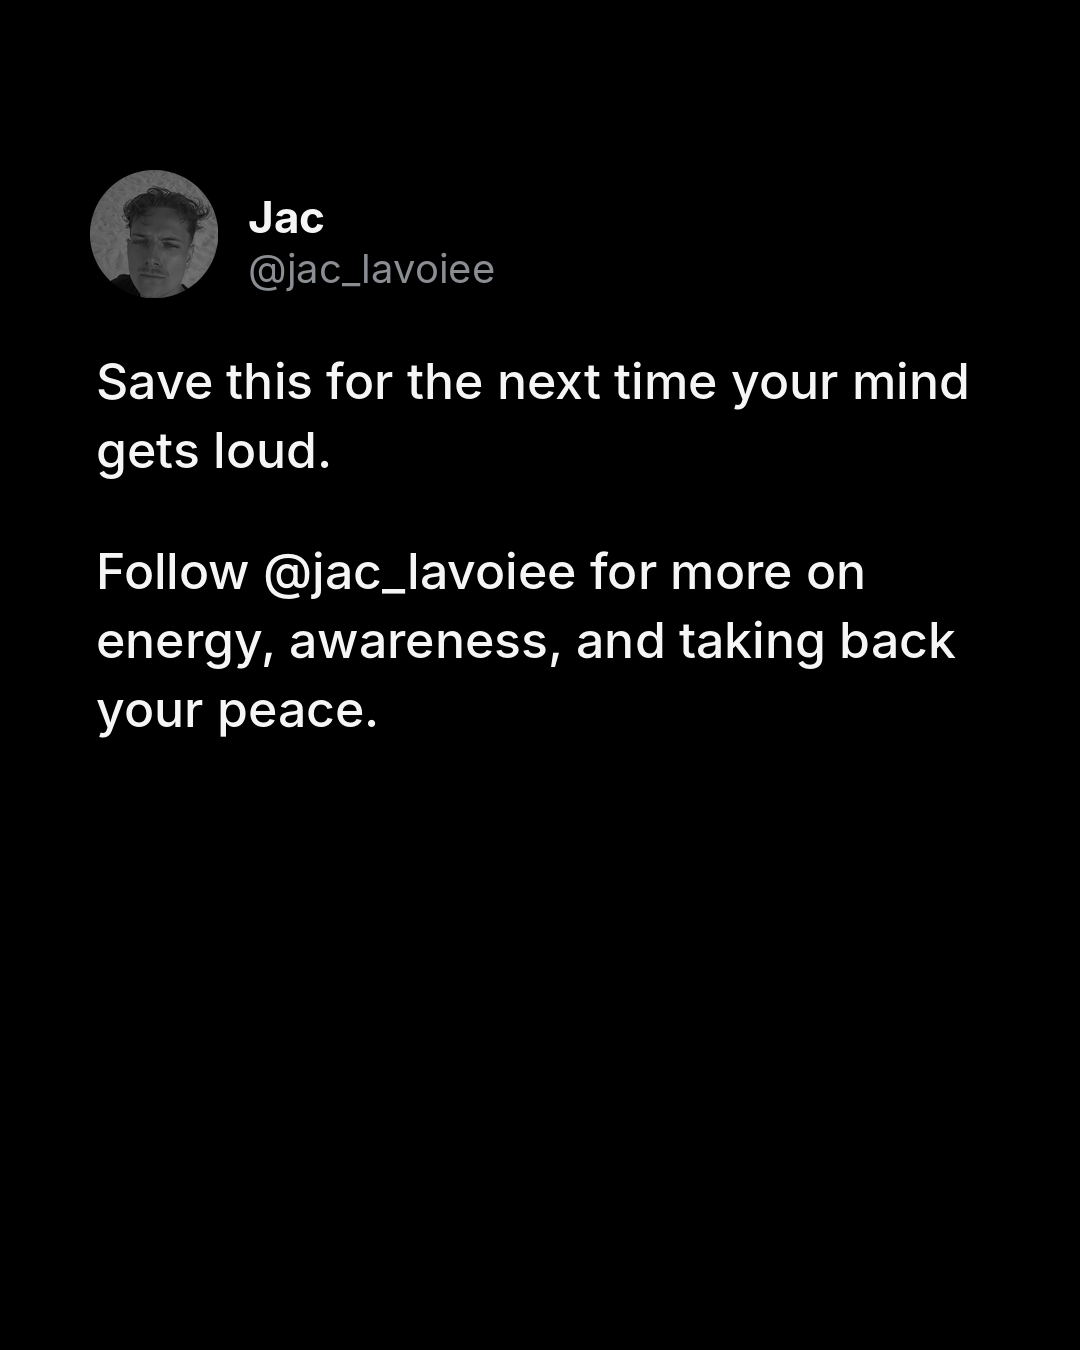 Jac
@jac_lavoiee
Save this for the next time your mind
gets loud.
Follow @jac_lavoiee for more on
energy, awareness, and taking back
your peace.